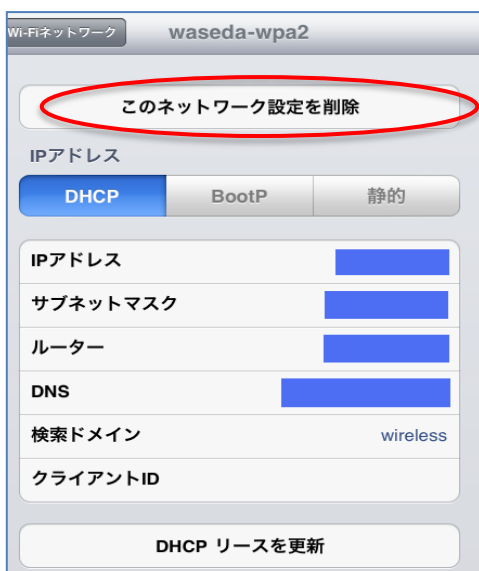 Wi-Fiネットワーク waseda-wpa2
このネットワーク設定を削除
IPアドレス
DHCP BootP 静的
IPアドレス
サブネットマスク
ルーター
DNS
検索ドメイン wireless
クライアントID
DHCP リースを更新